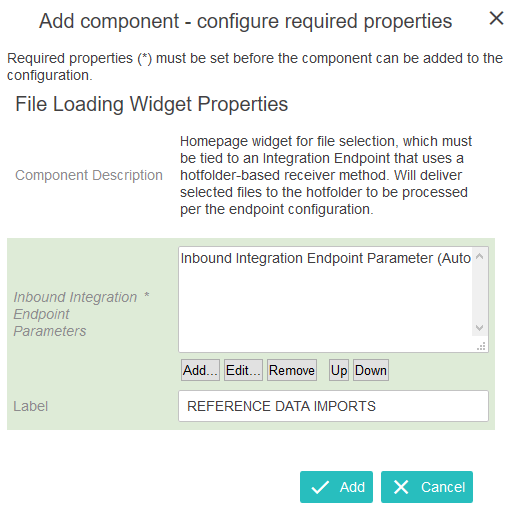 Add component - configure required properties
Required properties (*) must be set before the component can be added to the
configuration.
File Loading Widget Properties
Component Description
Homepage widget for file selection, which must
be tied to an Integration Endpoint that uses a
hotfolder-based receiver method. Will deliver
selected files to the hotfolder to be processed
per the endpoint configuration.
Inbound Integration *
Endpoint
Parameters
Inbound Integration Endpoint Parameter (Auto
Add... Edit... Remove Up Down
Label
REFERENCE DATA IMPORTS
Add Cancel